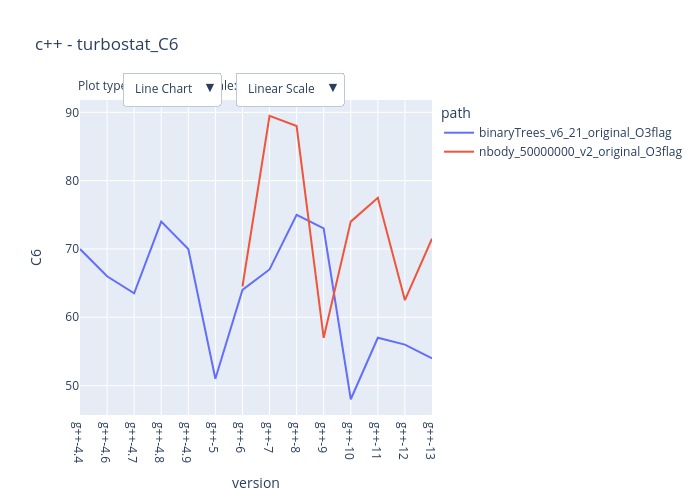 c++ - turbostat_C6
Plot type
Line Chart ▼
ale:
Linear Scale ▼
path
binaryTrees_v6_21_original_O3flag
nbody_50000000_v2_original_O3flag
90
80
70
60
50
C6
g++-4.4
g++-4.6
g++-4.7
g++-4.8
g++-4.9
g++-5
g++-6
g++-7
g++-8
g++-9
g++-10
g++-11
g++-12
g++-13
version